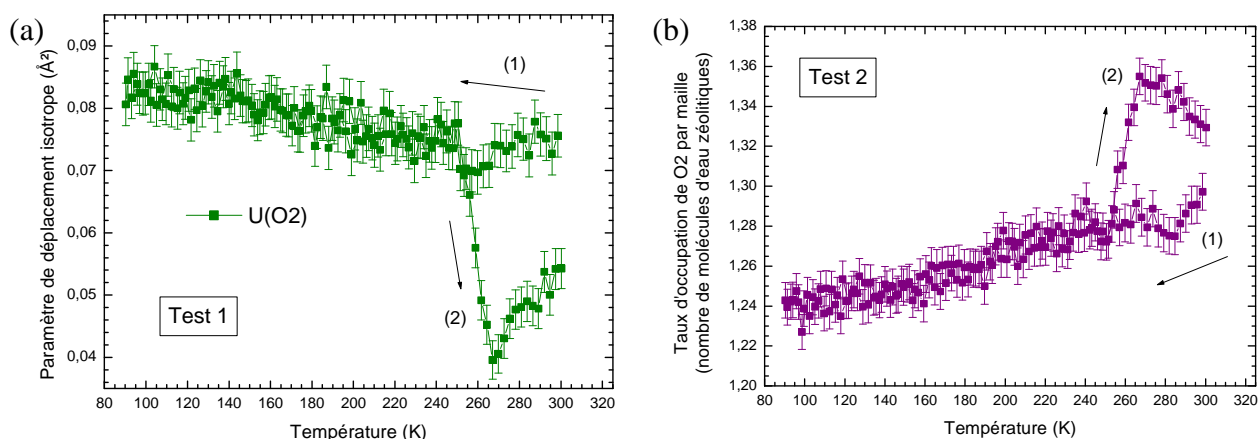 (a)
Paramètre de déplacement isotrope (Å²)
0,09
0,08
0,07
0,06
0,05
0,04
(1)
U(O2)
(2)
Test 1
80 100 120 140 160 180 200 220 240 260 280 300 320
Température (K)
(b)
Taux d'occupation de O2 par maille
(nombre de molécules d'eau zéolitiques)
1,38
1,36
1,34
1,32
1,30
1,28
1,26
1,24
1,22
1,20
Test 2
(2)
(1)
80 100 120 140 160 180 200 220 240 260 280 300 320
Température (K)